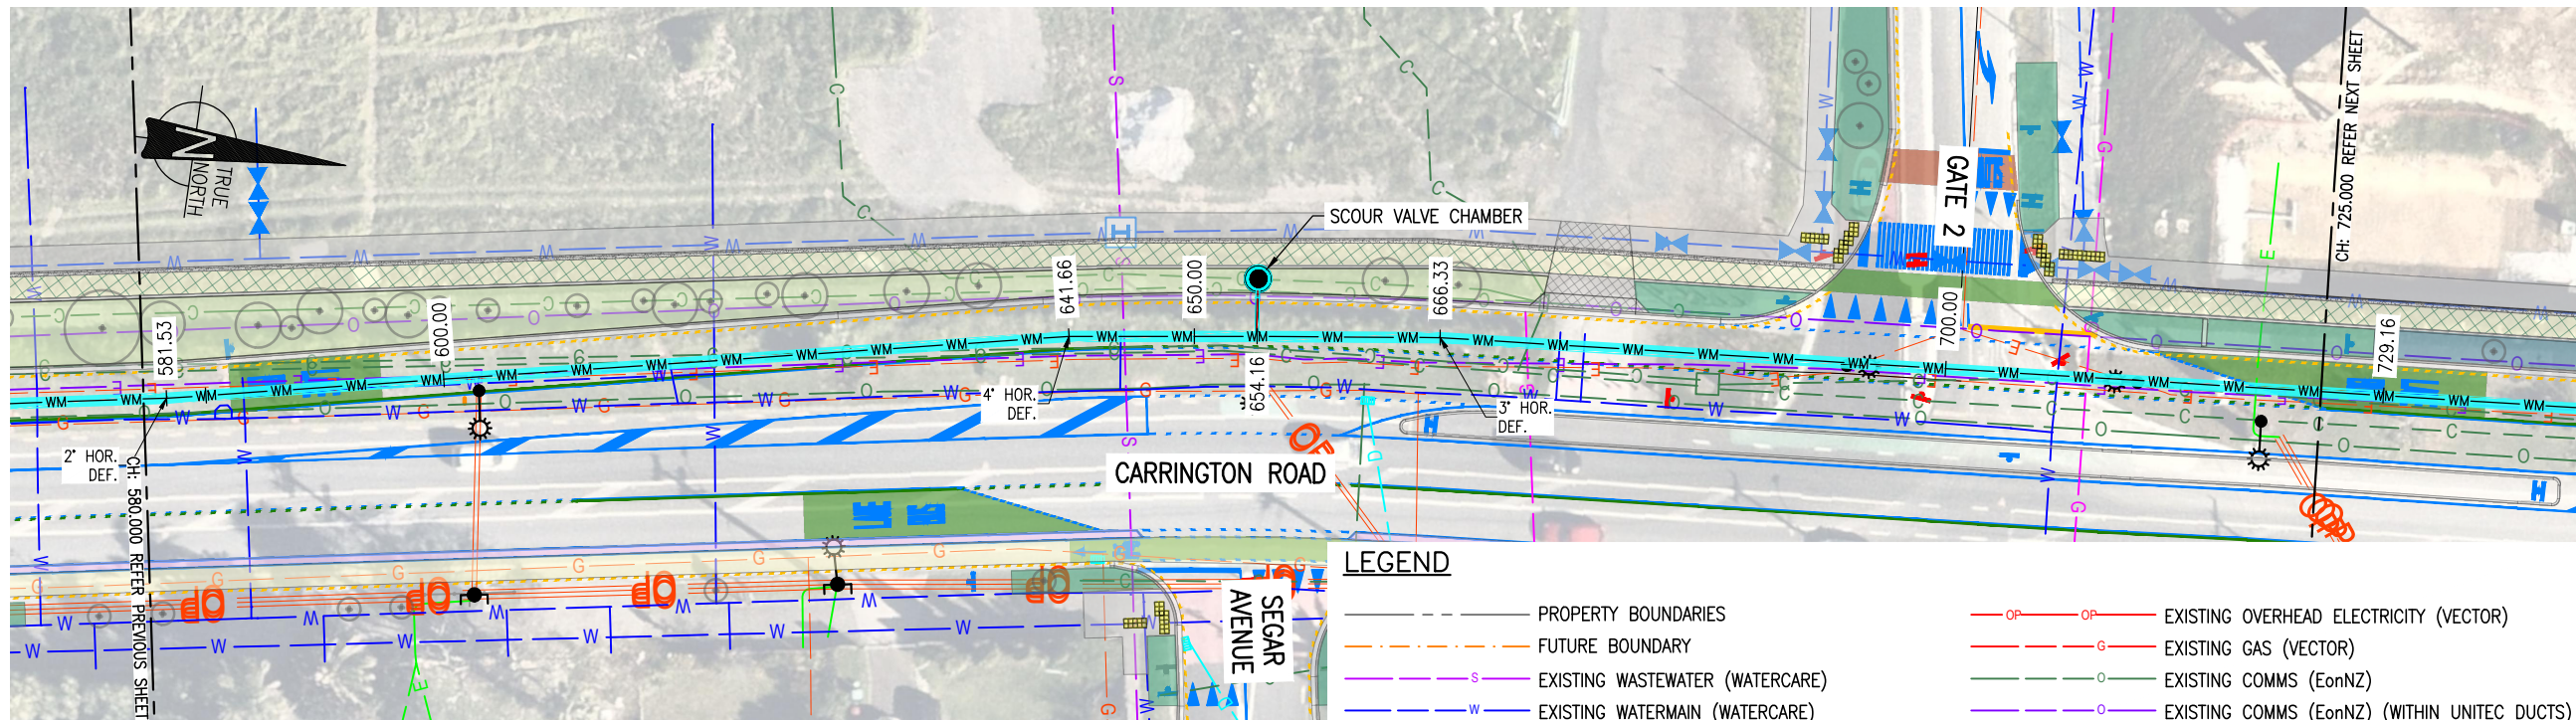 TRUE
NORTH
N
CH: 580.000 REFER PREVIOUS SHEET
CH: 725.000 REFER NEXT SHEET
SCOUR VALVE CHAMBER
GATE 2
581.53
600.00
641.66
650.00
654.16
666.33
700.00
729.16
2° HOR.
DEF.
4° HOR.
DEF.
3° HOR.
DEF.
CARRINGTON ROAD
SEGAR
AVENUE
LEGEND
PROPERTY BOUNDARIES
FUTURE BOUNDARY
S EXISTING WASTEWATER (WATERCARE)
W EXISTING WATERMAIN (WATERCARE)
OP OP EXISTING OVERHEAD ELECTRICITY (VECTOR)
G EXISTING GAS (VECTOR)
O EXISTING COMMS (EonNZ)
O EXISTING COMMS (EonNZ) (WITHIN UNITEC DUCTS)